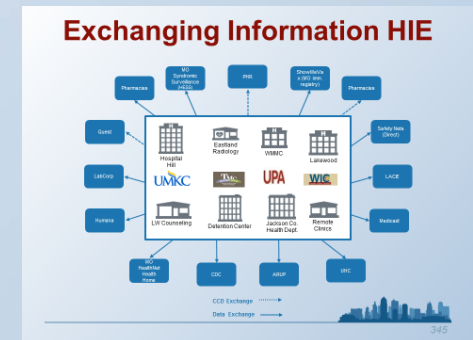 Exchanging Information HIE
MO
Syndromic
Surveillance
(HESS)
PHR
ShowMeVa
x (MO imm
registry)
Pharmacies
Pharmacies
Quest
Safety Nets
(Direct)
Hospital
Hill
Eastland
Radiology
WMMC
Lakewood
LabCorp
UMKC
UPA
WIC
LACIE
Humana
LW Counseling
Detention Center
Jackson Co.
Health Dept.
Remote
Clinics
Medicaid
MO
HealthNet
Health
Home
CDC
ARUP
UHC
CCD Exchange
Data Exchange
345